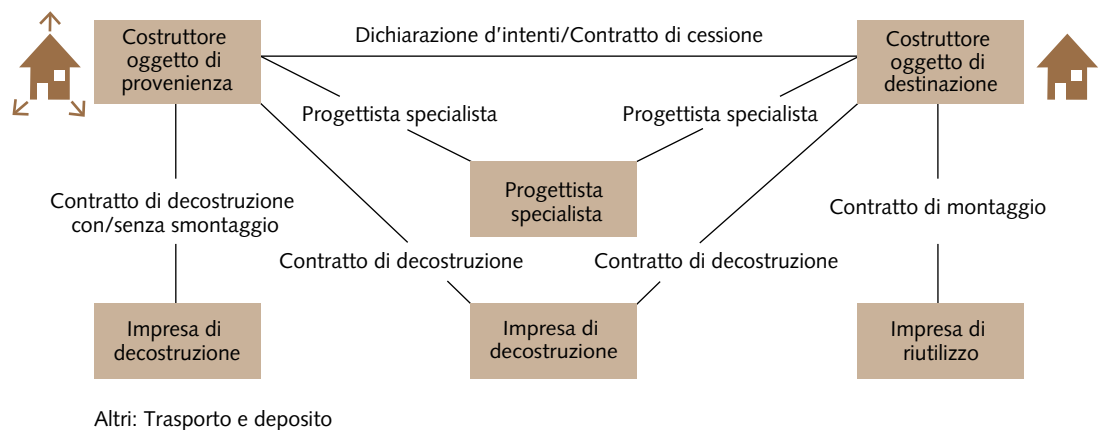 Costruttore
oggetto di
provenienza
Dichiarazione d'intenti/Contratto di cessione
Costruttore
oggetto di
destinazione
Progettista specialista
Progettista specialista
Progettista
specialista
Contratto di decostruzione
con/senza smontaggio
Contratto di montaggio
Contratto di decostruzione
Contratto di decostruzione
Impresa di
decostruzione
Impresa di
decostruzione
Impresa di
riutilizzo
Altri: Trasporto e deposito